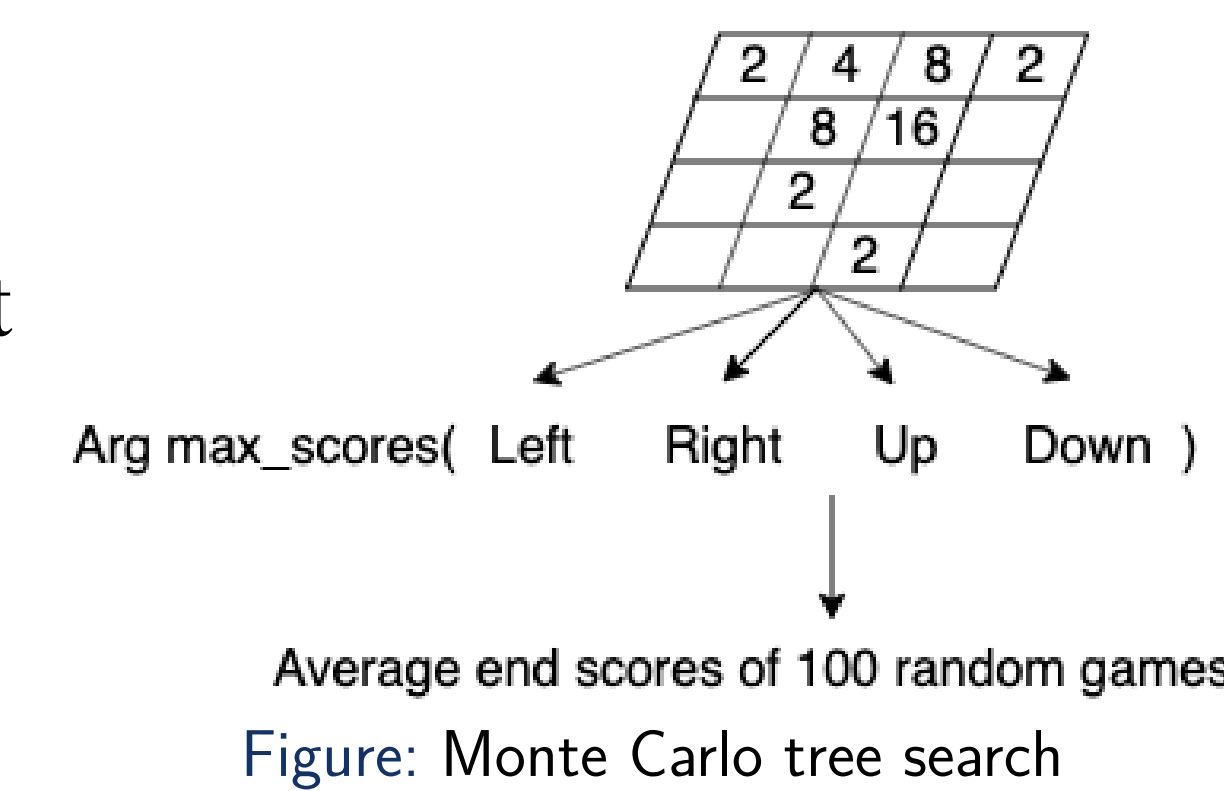 2 4 8 2
8 16
2
2
t
Arg max_scores( Left Right Up Down )
Average end scores of 100 random games
Figure: Monte Carlo tree search